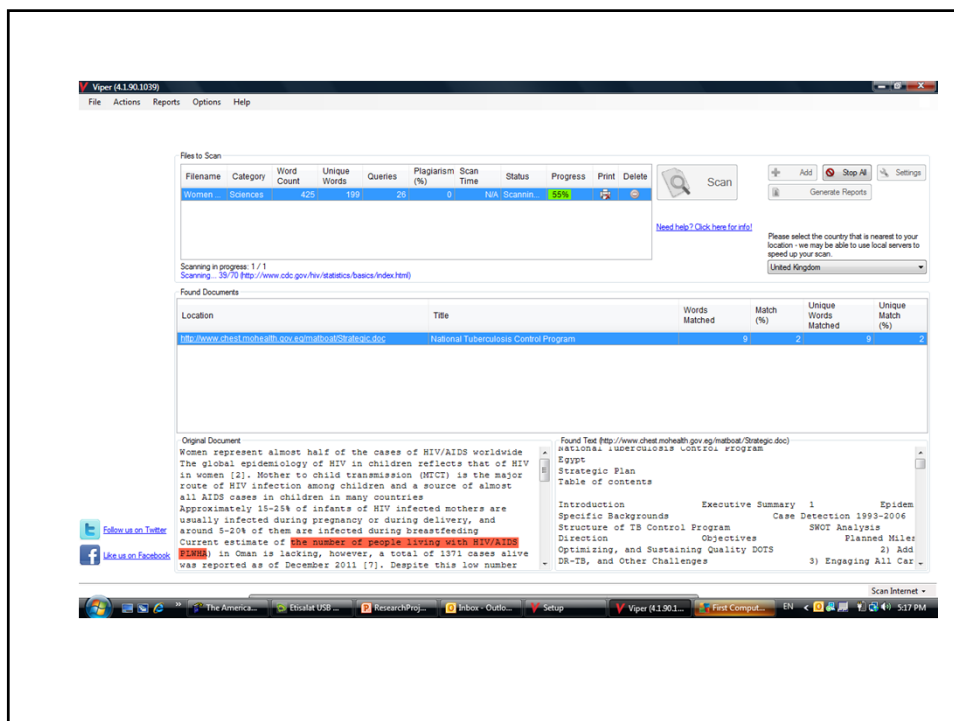 Viper (4.1.90.1039)
File Actions Reports Options Help
Files to Scan
Filename Category Word Count Unique Words Queries Plagiarism (%) Scan Time Status Progress Print Delete
Women ... Sciences 425 199 26 0 N/A Scannin... 55%
Scan
Add Stop All Settings
Generate Reports
Need help? Click here for info!
Please select the country that is nearest to your
location - we may be able to use local servers to
speed up your scan.
United Kingdom
Scanning in progress: 1 / 1
Scanning... 39/70 (http://www.cdc.gov/hiv/statistics/basics/index.html)
Found Documents
Location Title Words Matched Match (%) Unique Words Matched Unique Match (%)
http://www.chest.mohealth.gov.eg/matboat/Strategic.doc National Tuberculosis Control Program 9 2 9 2
Original Document
Women represent almost half of the cases of HIV/AIDS worldwide
The global epidemiology of HIV in children reflects that of HIV
in women [2]. Mother to child transmission (MTCT) is the major
route of HIV infection among children and a source of almost
all AIDS cases in children in many countries
Approximately 15-25% of infants of HIV infected mothers are
usually infected during pregnancy or during delivery, and
around 5-20% of them are infected during breastfeeding
Current estimate of the number of people living with HIV/AIDS
PLWHA) in Oman is lacking, however, a total of 1371 cases alive
was reported as of December 2011 [7]. Despite this low number
Found Text (http://www.chest.mohealth.gov.eg/matboat/Strategic.doc)
National Tuberculosis Control Program
Egypt
Strategic Plan
Table of contents
Introduction Executive Summary 1 Epidem
Specific Backgrounds Case Detection 1993-2006
Structure of TB Control Program SWOT Analysis
Direction Objectives Planned Miles
Optimizing, and Sustaining Quality DOTS 2) Add
DR-TB, and Other Challenges 3) Engaging All Car
Follow us on Twitter
Like us on Facebook
Scan Internet
The America... Etisalat USB ... ResearchProj... Inbox - Outlo... Setup Viper (4.1.90.1... First Comput... EN 5:17 PM